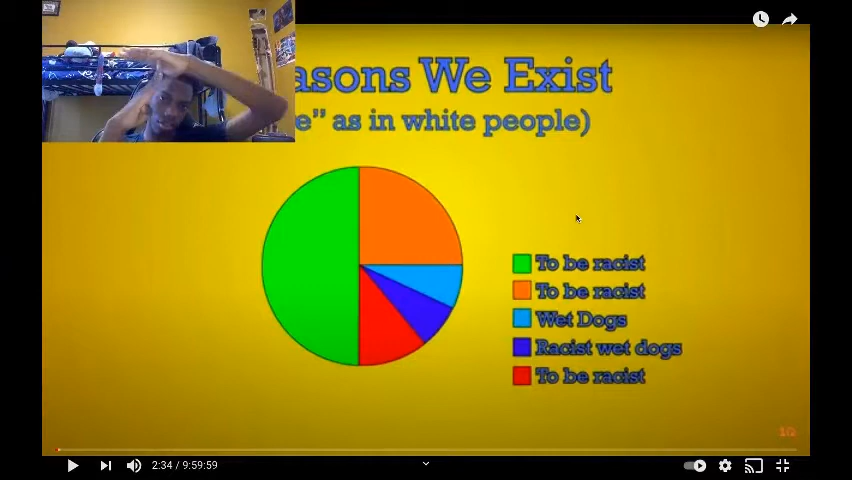 asons We Exist
e" as in white people)
To be racist
To be racist
Wet Dogs
Racist wet dogs
To be racist
10
2:34 / 9:59:59